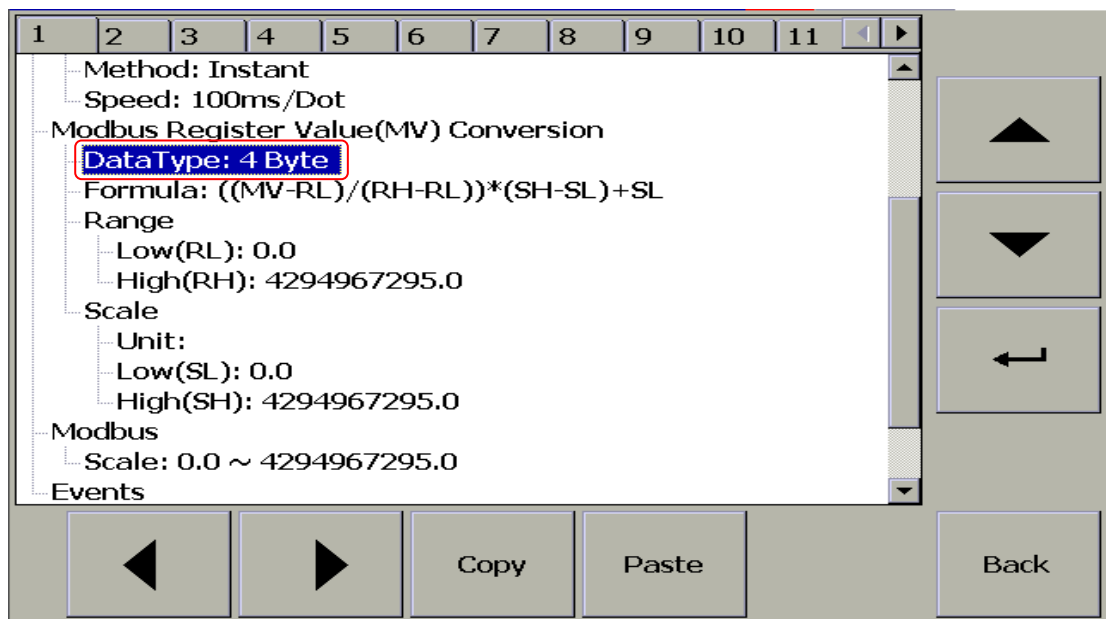 1 2 3 4 5 6 7 8 9 10 11
Method: Instant
Speed: 100ms/Dot
Modbus Register Value(MV) Conversion
DataType: 4 Byte
Formula: ((MV-RL)/(RH-RL))*(SH-SL)+SL
Range
Low(RL): 0.0
High(RH): 4294967295.0
Scale
Unit:
Low(SL): 0.0
High(SH): 4294967295.0
Modbus
Scale: 0.0 ~ 4294967295.0
Events
Copy Paste Back